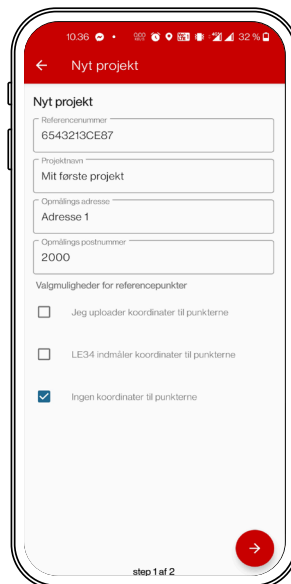 10.36 32 %
Nyt projekt
Nyt projekt
Referencenummer
6543213CE87
Projektnavn
Mit første projekt
Opmålings adresse
Adresse 1
Opmålings postnummer
2000
Valgmuligheder for referencepunkter
Jeg uploader koordinater til punkterne
LE34 indmåler koordinater til punkterne
Ingen koordinater til punkterne
step 1 af 2